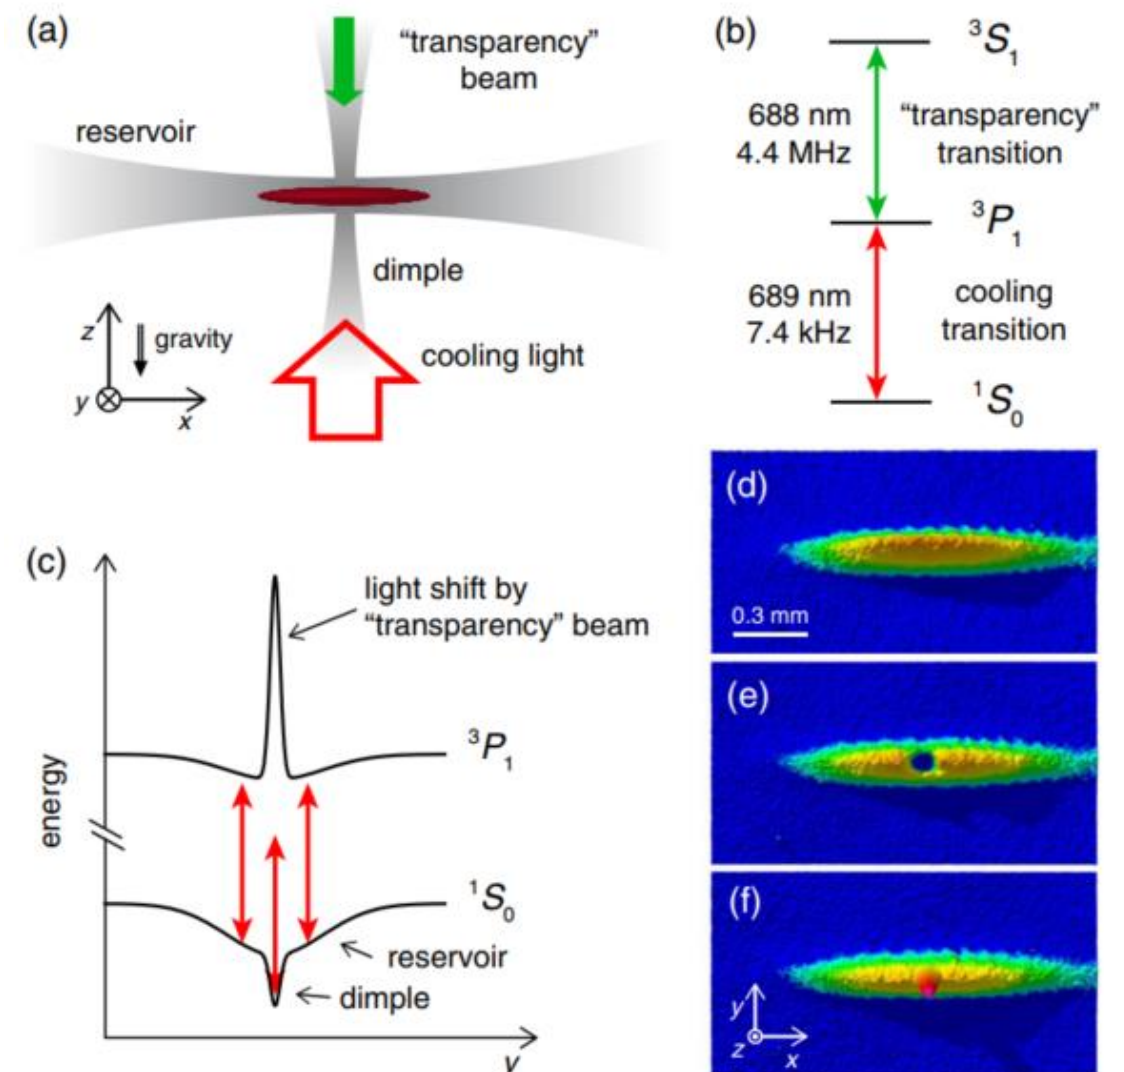 (a)
“transparency”
beam
reservoir
dimple
z
gravity
cooling light
y
x
(b)
³S₁
688 nm
4.4 MHz
“transparency”
transition
³P₁
689 nm
7.4 kHz
cooling
transition
¹S₀
(c)
light shift by
“transparency” beam
³P₁
energy
¹S₀
reservoir
dimple
y
(d)
0.3 mm
(e)
(f)
y
z
x